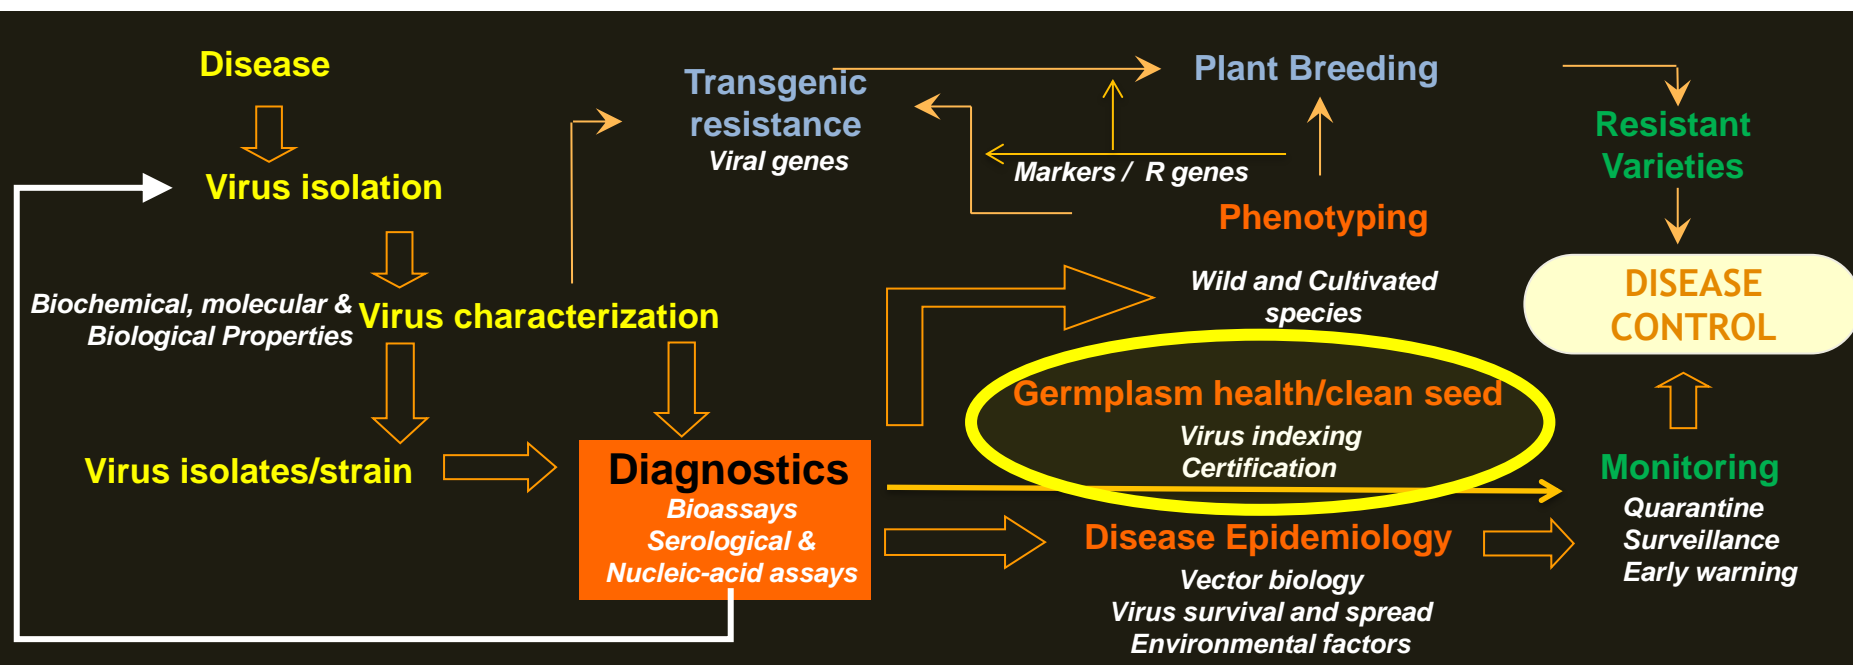 Disease
Virus isolation
Biochemical, molecular &
Biological Properties
Virus characterization
Virus isolates/strain
Diagnostics
Bioassays
Serological &
Nucleic-acid assays
Transgenic
resistance
Viral genes
Markers /  R genes
Plant Breeding
Phenotyping
Wild and Cultivated
species
Germplasm health/clean seed
Virus indexing
Certification
Disease Epidemiology
Vector biology
Virus survival and spread
Environmental factors
Resistant
Varieties
DISEASE
CONTROL
Monitoring
Quarantine
Surveillance
Early warning